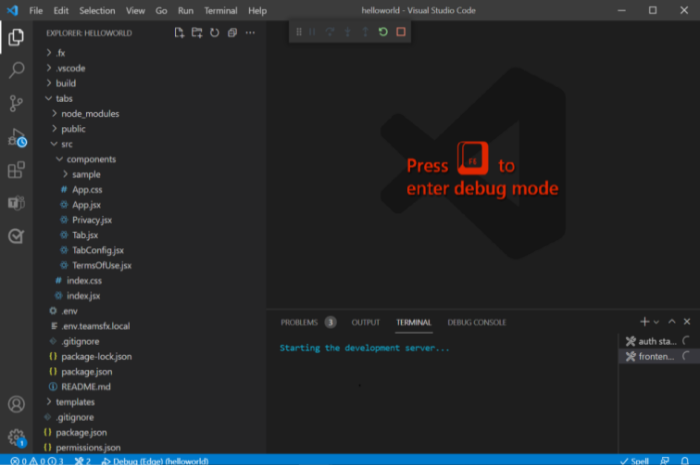 File Edit Selection View Go Run Terminal Help
helloworld - Visual Studio Code
EXPLORER: HELLOWORLD
.fx
.vscode
build
tabs
node_modules
public
src
components
sample
App.css
App.jsx
Privacy.jsx
Tab.jsx
TabConfig.jsx
TermsOfUse.jsx
index.css
index.jsx
.env
.env.teamsfx.local
.gitignore
package-lock.json
package.json
README.md
templates
.gitignore
package.json
permissions.json
Press to
enter debug mode
PROBLEMS 3 OUTPUT TERMINAL DEBUG CONSOLE
Starting the development server...
auth sta...
fronten...
0 0 3 2 Debug (Edge) (helloworld) Spell